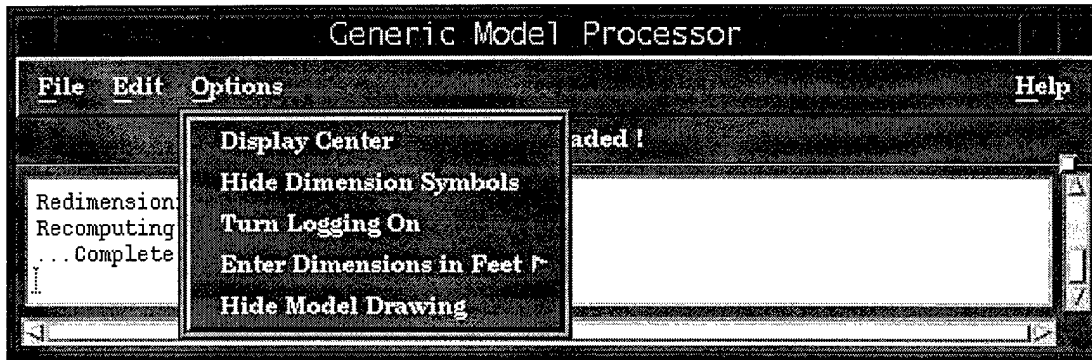 Generic Model Processor
File Edit Options Help
aded !
Display Center
Hide Dimension Symbols
Turn Logging On
Enter Dimensions in Feet
Hide Model Drawing
Redimension
Recomputing
...Complete